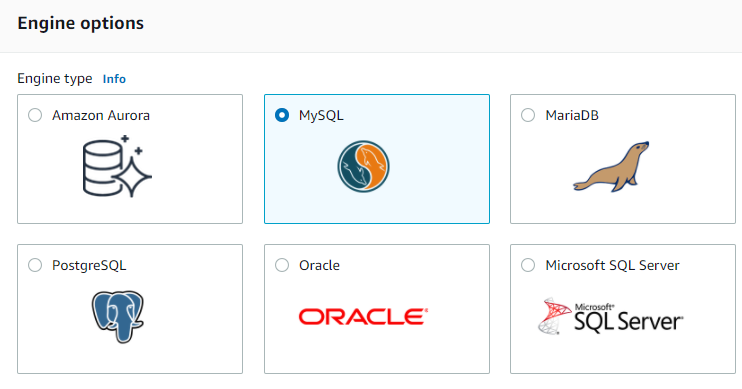 Engine options
Engine type Info
Amazon Aurora
MySQL
MariaDB
PostgreSQL
Oracle
ORACLE®
Microsoft SQL Server
Microsoft®
SQL Server®